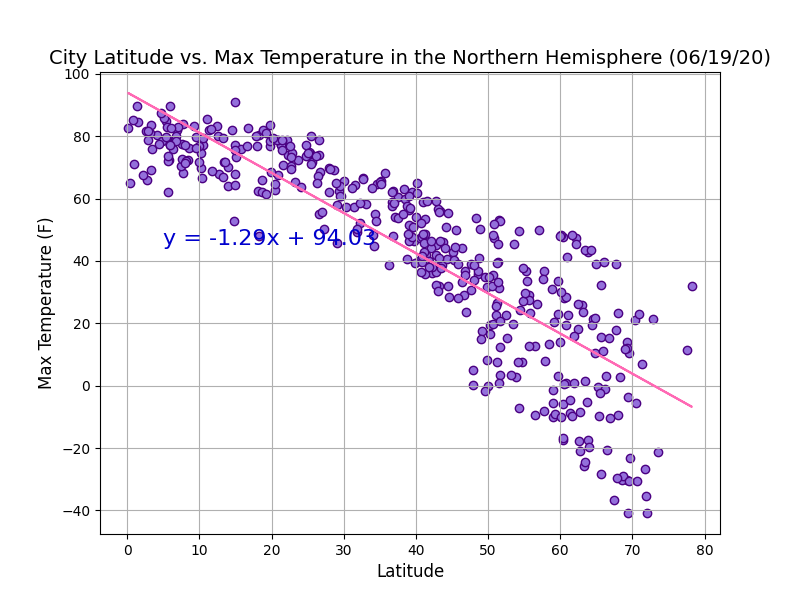 City Latitude vs. Max Temperature in the Northern Hemisphere (06/19/20)
100
80
60
40
20
0
−20
−40
Max Temperature (F)
y = -1.29x + 94.03
0 10 20 30 40 50 60 70 80
Latitude